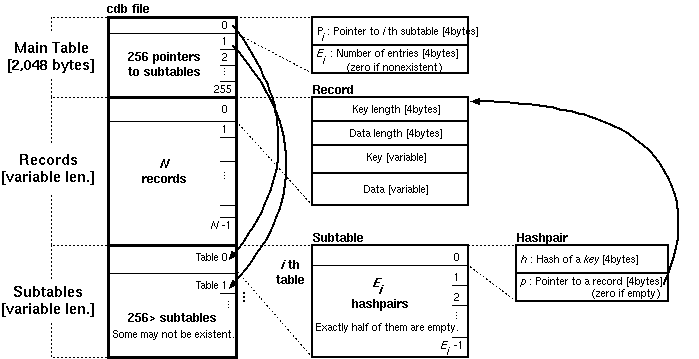 cdb file
Main Table
[2,048 bytes]
0
256 pointers
to subtables
1
2
255
Pi : Pointer to i th subtable [4bytes]
Ei : Number of entries [4bytes]
(zero if nonexistent)
Records
[variable len.]
0
1
N
records
N -1
Record
Key length [4bytes]
Data length [4bytes]
Key [variable]
Data [variable]
Subtables
[variable len.]
Table 0
Table 1
256> subtables
Some may not be existent.
i th
table
Subtable
0
1
2
Ei
hashpairs
Exactly half of them are empty.
Ei -1
Hashpair
h : Hash of a key [4bytes]
p : Pointer to a record [4bytes]
(zero if empty)